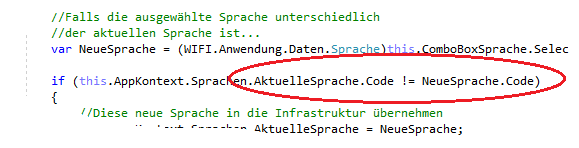 //Falls die ausgewählte Sprache unterschiedlich
//der aktuellen Sprache ist...
var NeueSprache = (WIFI.Anwendung.Daten.Sprache)this.ComboBoxSprache.Selec
if (this.AppKontext.Sprachen.AktuelleSprache.Code != NeueSprache.Code)
{
//Diese neue Sprache in die Infrastruktur übernehmen
Kontext.Sprachen.AktuelleSprache = NeueSprache;